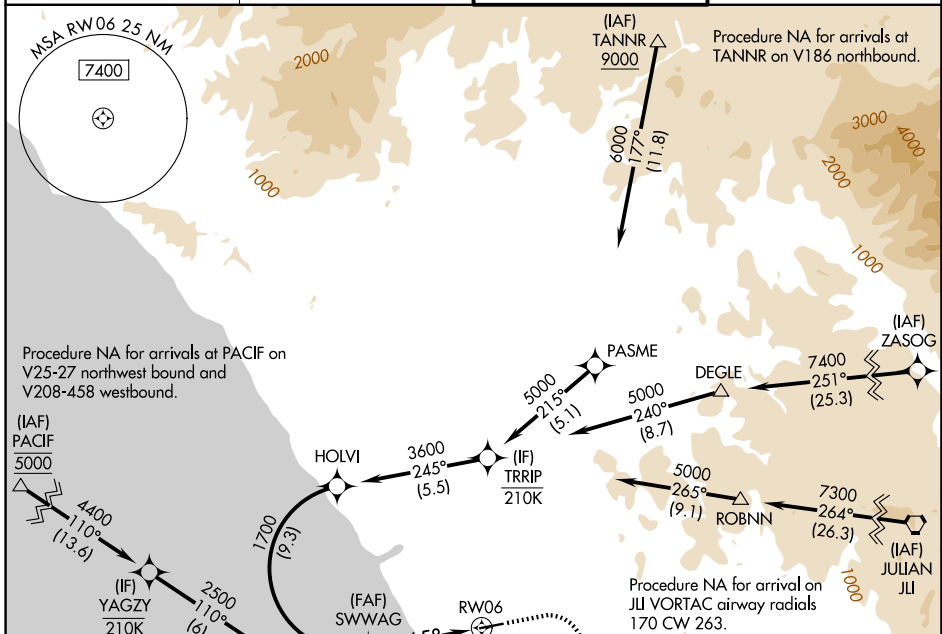 MSA RW06 25 NM
7400
2000
1000
(IAF)
TANNR
9000
Procedure NA for arrivals at
TANNR on V186 northbound.
6000
177°
(11.8)
3000
4000
2000
1000
Procedure NA for arrivals at PACIF on
V25-27 northwest bound and
V208-458 westbound.
(IAF)
PACIF
5000
4400
110°
(13.6)
(IF)
YAGZY
210K
2500
110°
(6)
HOLVI
1700
(9.3)
3600
245°
(5.5)
(IF)
TRRIP
210K
PASME
5000
215°
(5.1)
DEGLE
5000
240°
(8.7)
(IAF)
ZASOG
7400
251°
(25.3)
5000
265°
(9.1)
ROBNN
7300
264°
(26.3)
(IAF)
JULIAN
JLI
1000
Procedure NA for arrival on
JLI VORTAC airway radials
170 CW 263.
(FAF)
SWWAG
RW06